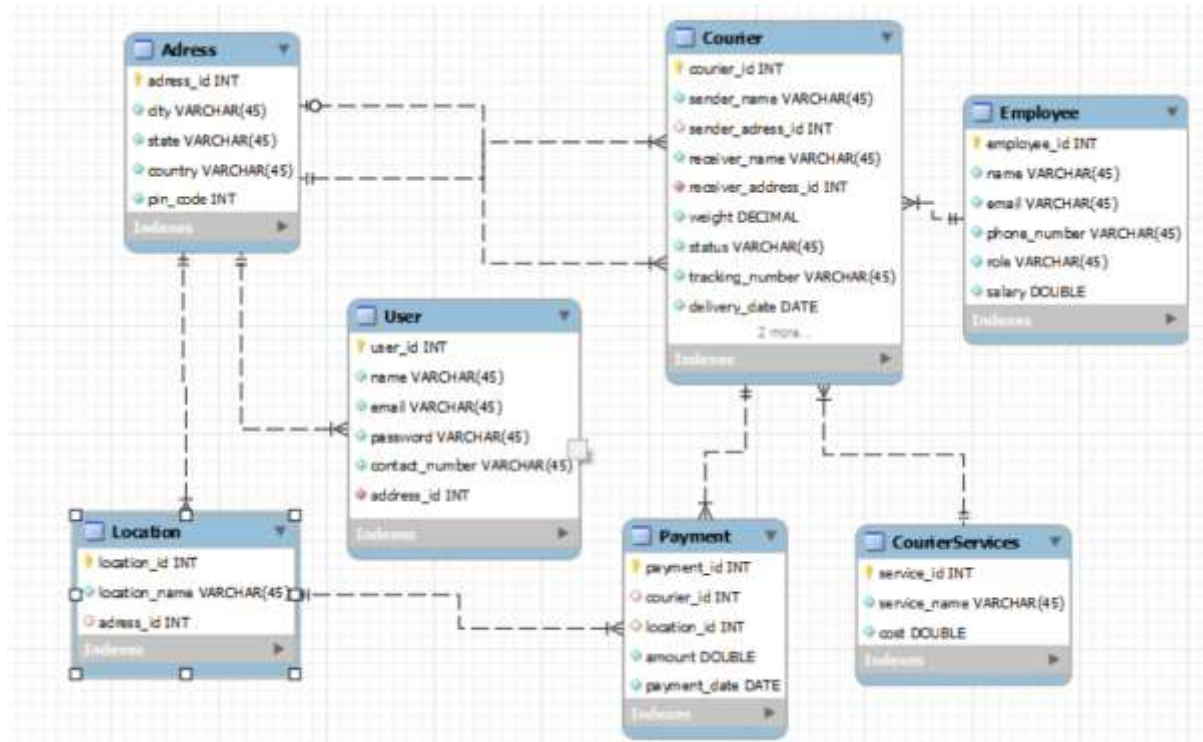 Adress
adress_id INT
city VARCHAR(45)
state VARCHAR(45)
country VARCHAR(45)
pin_code INT
Indexes
Courier
courier_id INT
sender_name VARCHAR(45)
sender_adress_id INT
receiver_name VARCHAR(45)
receiver_address_id INT
weight DECIMAL
status VARCHAR(45)
tracking_number VARCHAR(45)
delivery_date DATE
2 more...
Indexes
Employee
employee_id INT
name VARCHAR(45)
email VARCHAR(45)
phone_number VARCHAR(45)
role VARCHAR(45)
salary DOUBLE
Indexes
User
user_id INT
name VARCHAR(45)
email VARCHAR(45)
password VARCHAR(45)
contact_number VARCHAR(45)
address_id INT
Indexes
Location
location_id INT
location_name VARCHAR(45)
adress_id INT
Indexes
Payment
payment_id INT
courier_id INT
location_id INT
amount DOUBLE
payment_date DATE
Indexes
CourierServices
service_id INT
service_name VARCHAR(45)
cost DOUBLE
Indexes